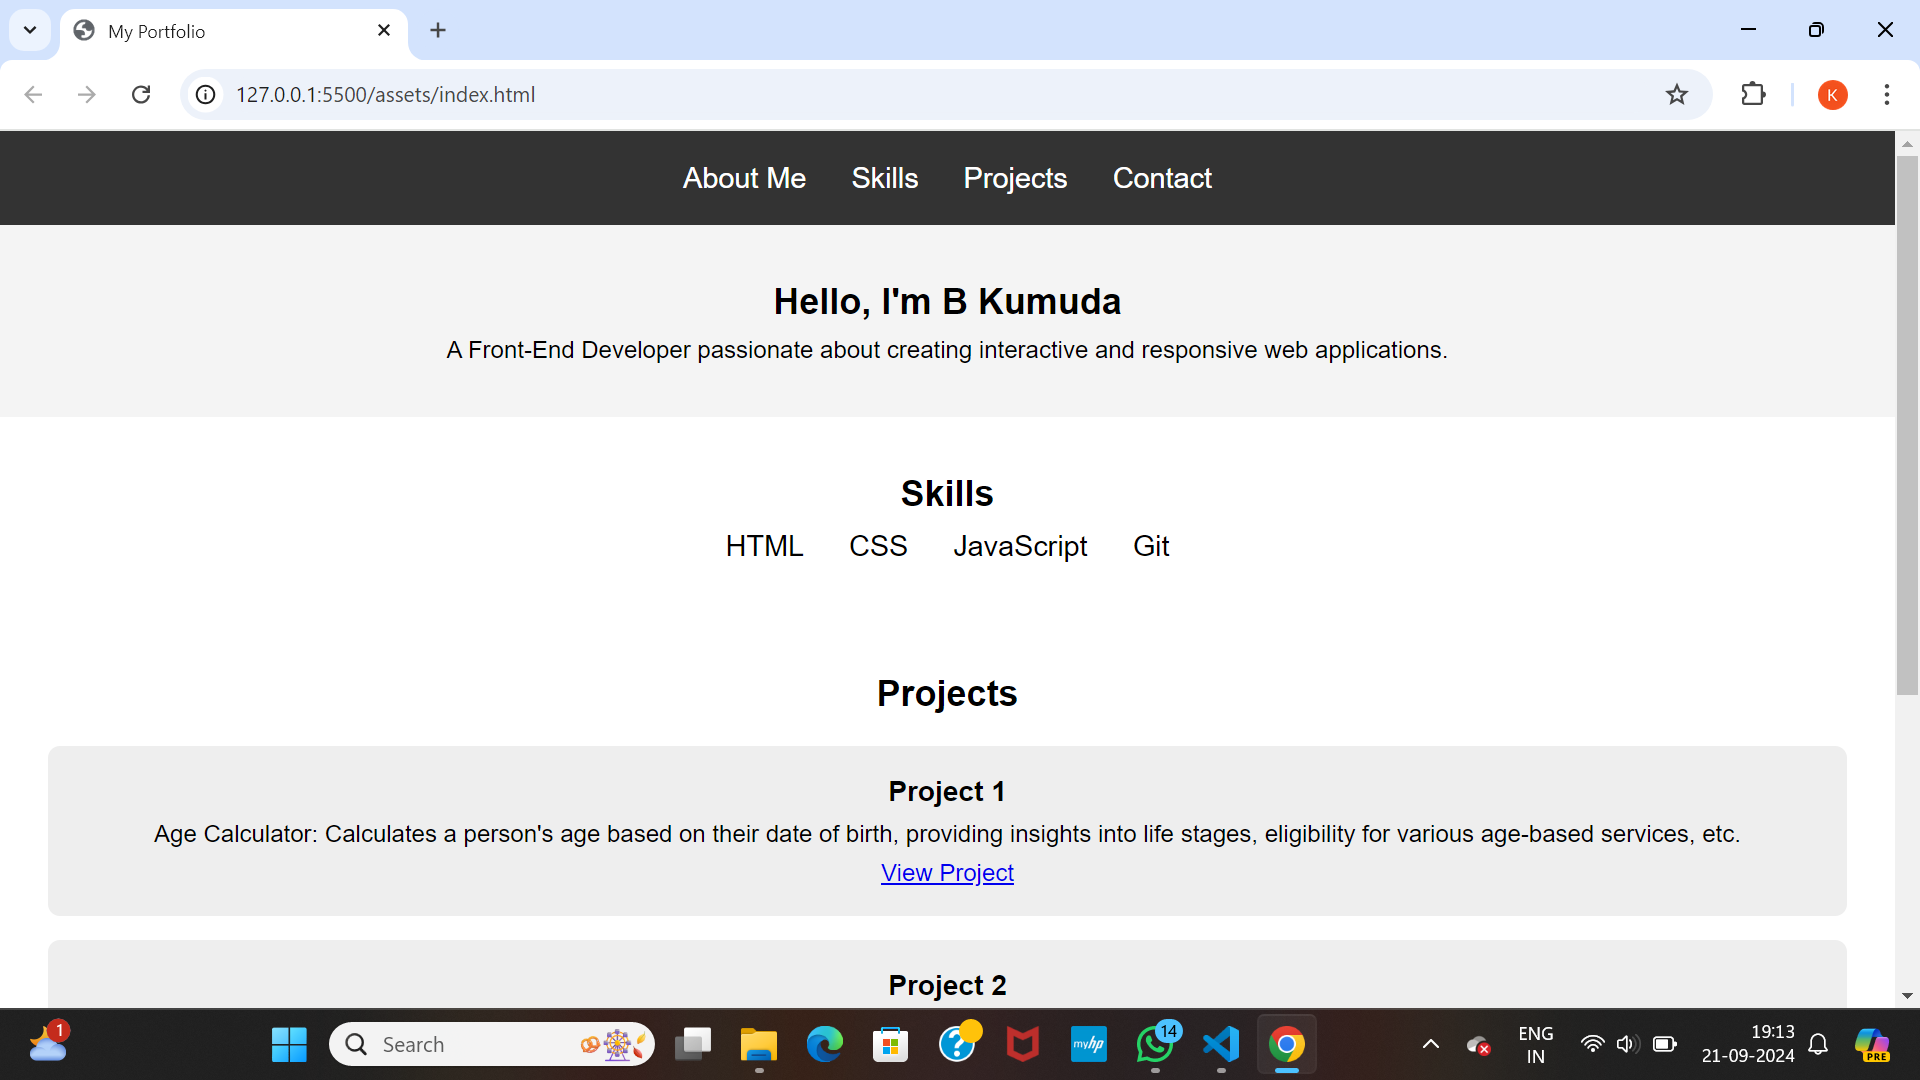 My Portfolio
127.0.0.1:5500/assets/index.html
K
About Me Skills Projects Contact
Hello, I'm B Kumuda
A Front-End Developer passionate about creating interactive and responsive web applications.
Skills
HTML CSS JavaScript Git
Projects
Project 1
Age Calculator: Calculates a person's age based on their date of birth, providing insights into life stages, eligibility for various age-based services, etc.
View Project
Project 2
1
Search
myhp
14
ENG
IN
19:13
21-09-2024
PRE